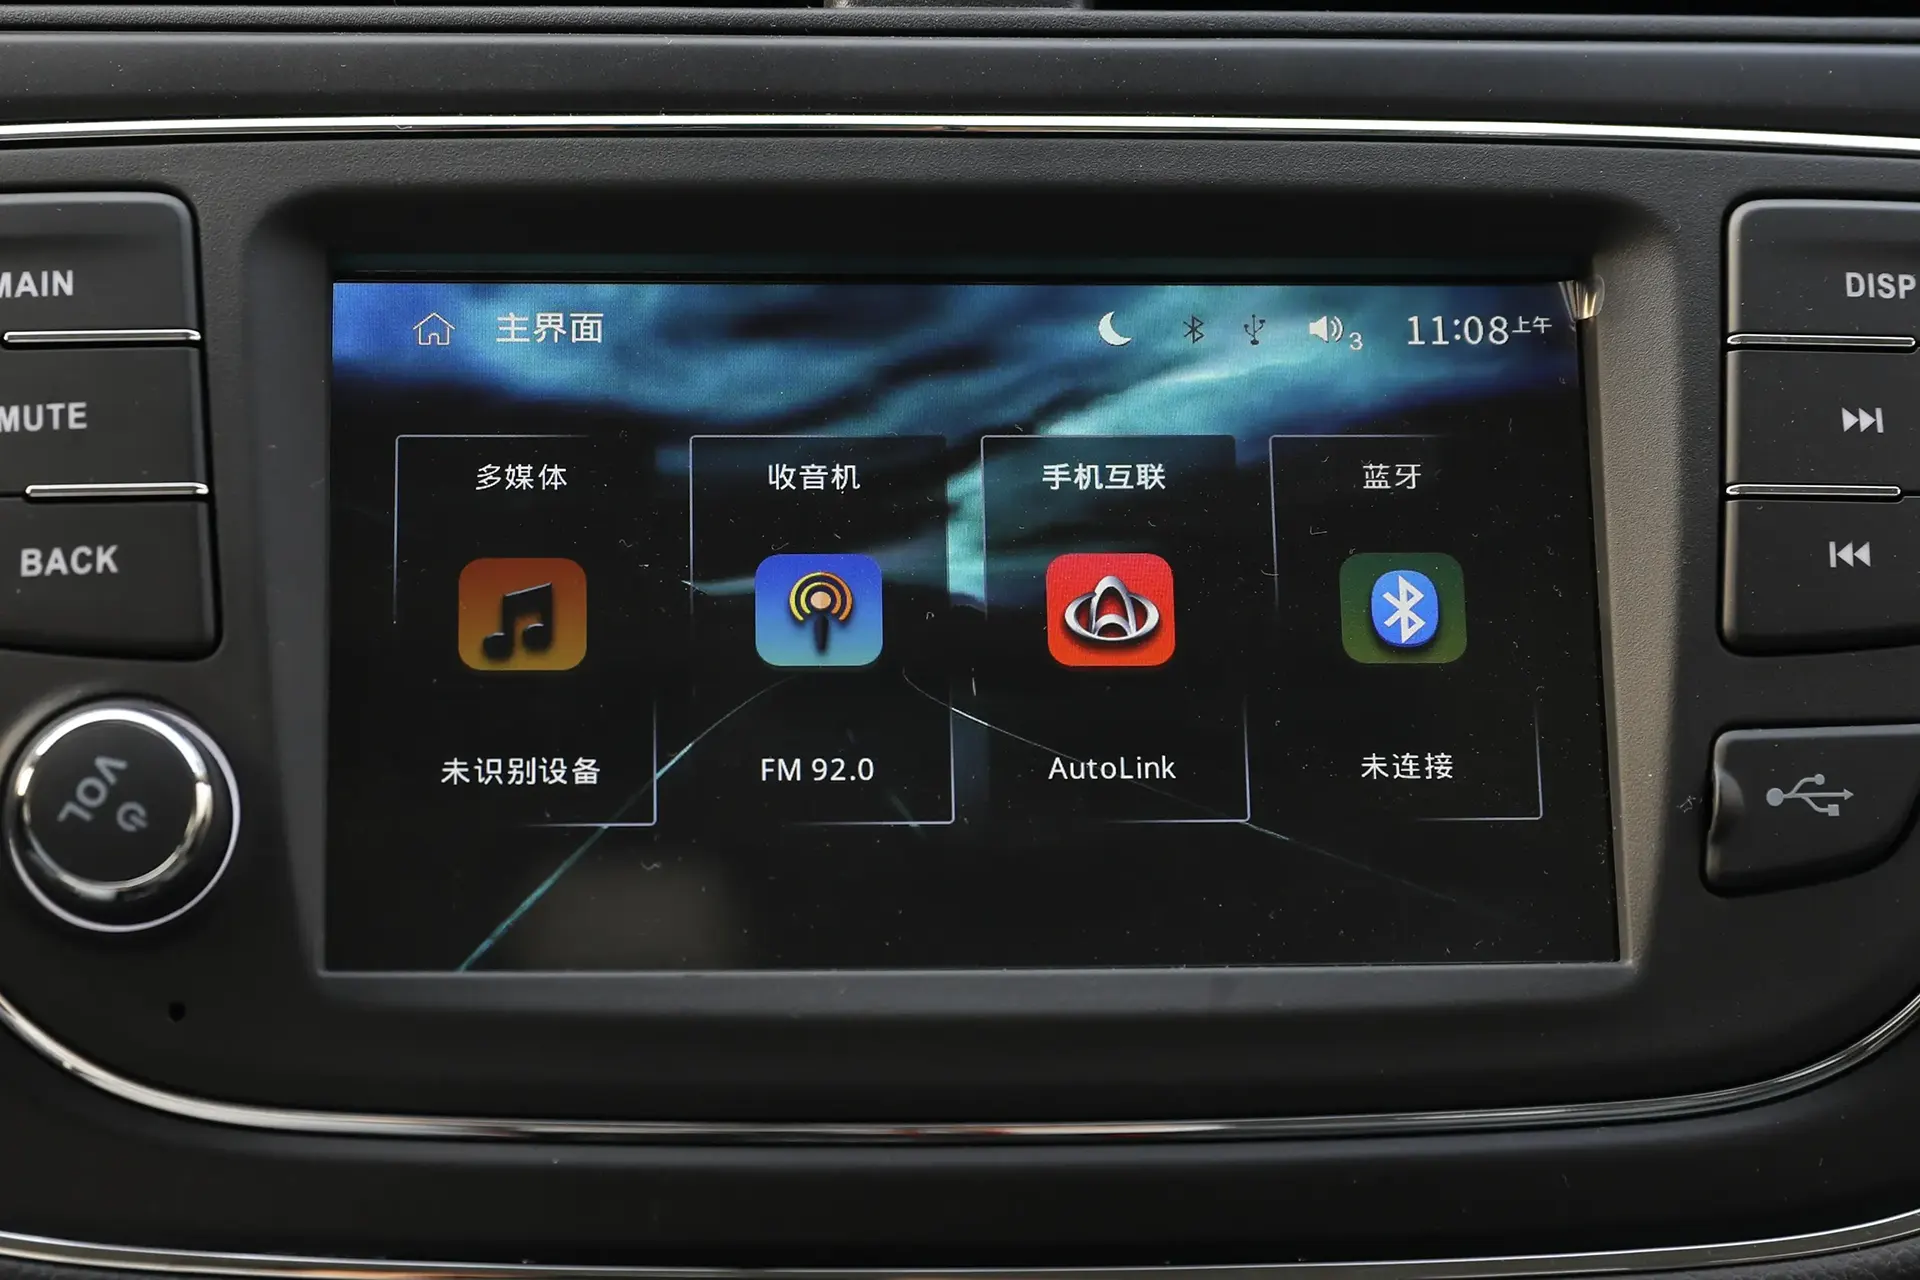 MAIN
MUTE
BACK
VOL
主界面
3
11:08上午
多媒体
收音机
手机互联
蓝牙
未识别设备
FM 92.0
AutoLink
未连接
DISP